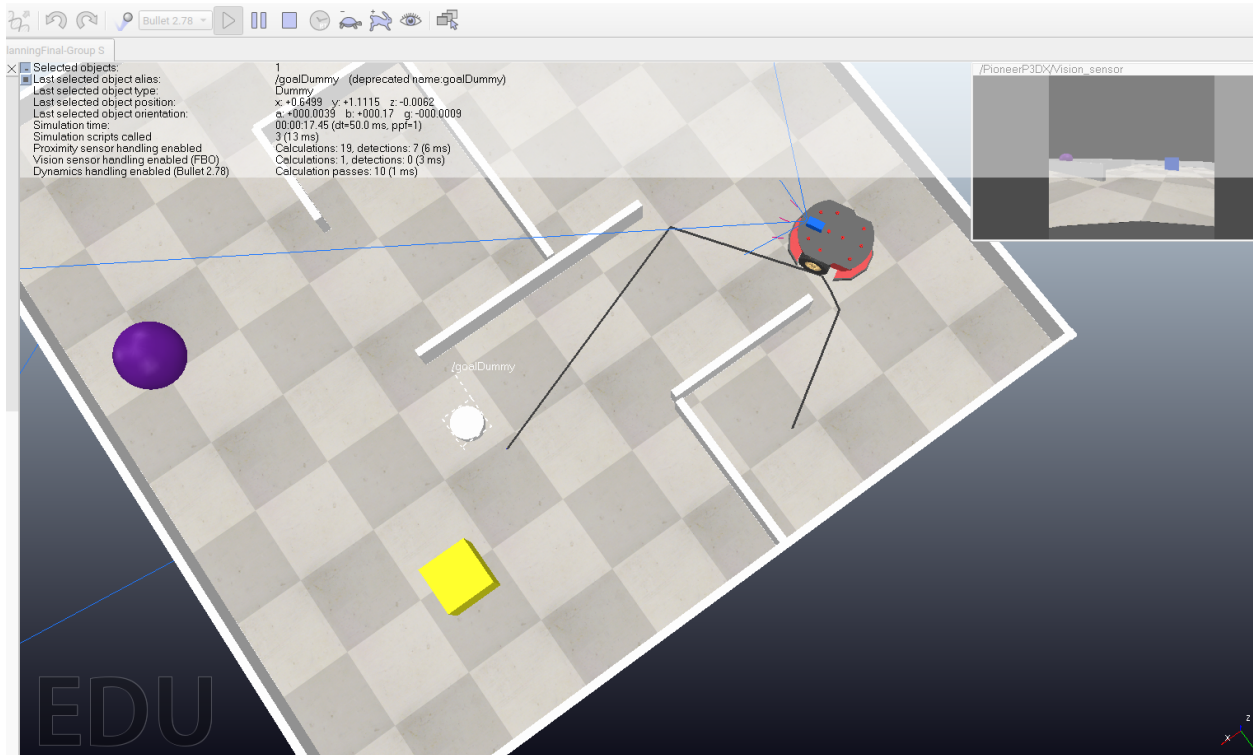 Bullet 2.78
lanningFinal-Group S
Selected objects: 1
Last selected object alias: /goalDummy (deprecated name:goalDummy)
Last selected object type: Dummy
Last selected object position: x: +0.6499 y: +1.1115 z: -0.0062
Last selected object orientation: a: +000.0039 b: +000.17 g: -000.0009
Simulation time: 00:00:17.45 (dt=50.0 ms, ppf=1)
Simulation scripts called 3 (13 ms)
Proximity sensor handling enabled Calculations: 19, detections: 7 (6 ms)
Vision sensor handling enabled (FBO) Calculations: 1, detections: 0 (3 ms)
Dynamics handling enabled (Bullet 2.78) Calculation passes: 10 (1 ms)
/PioneerP3DX/Vision_sensor
/goalDummy
EDU
z
x